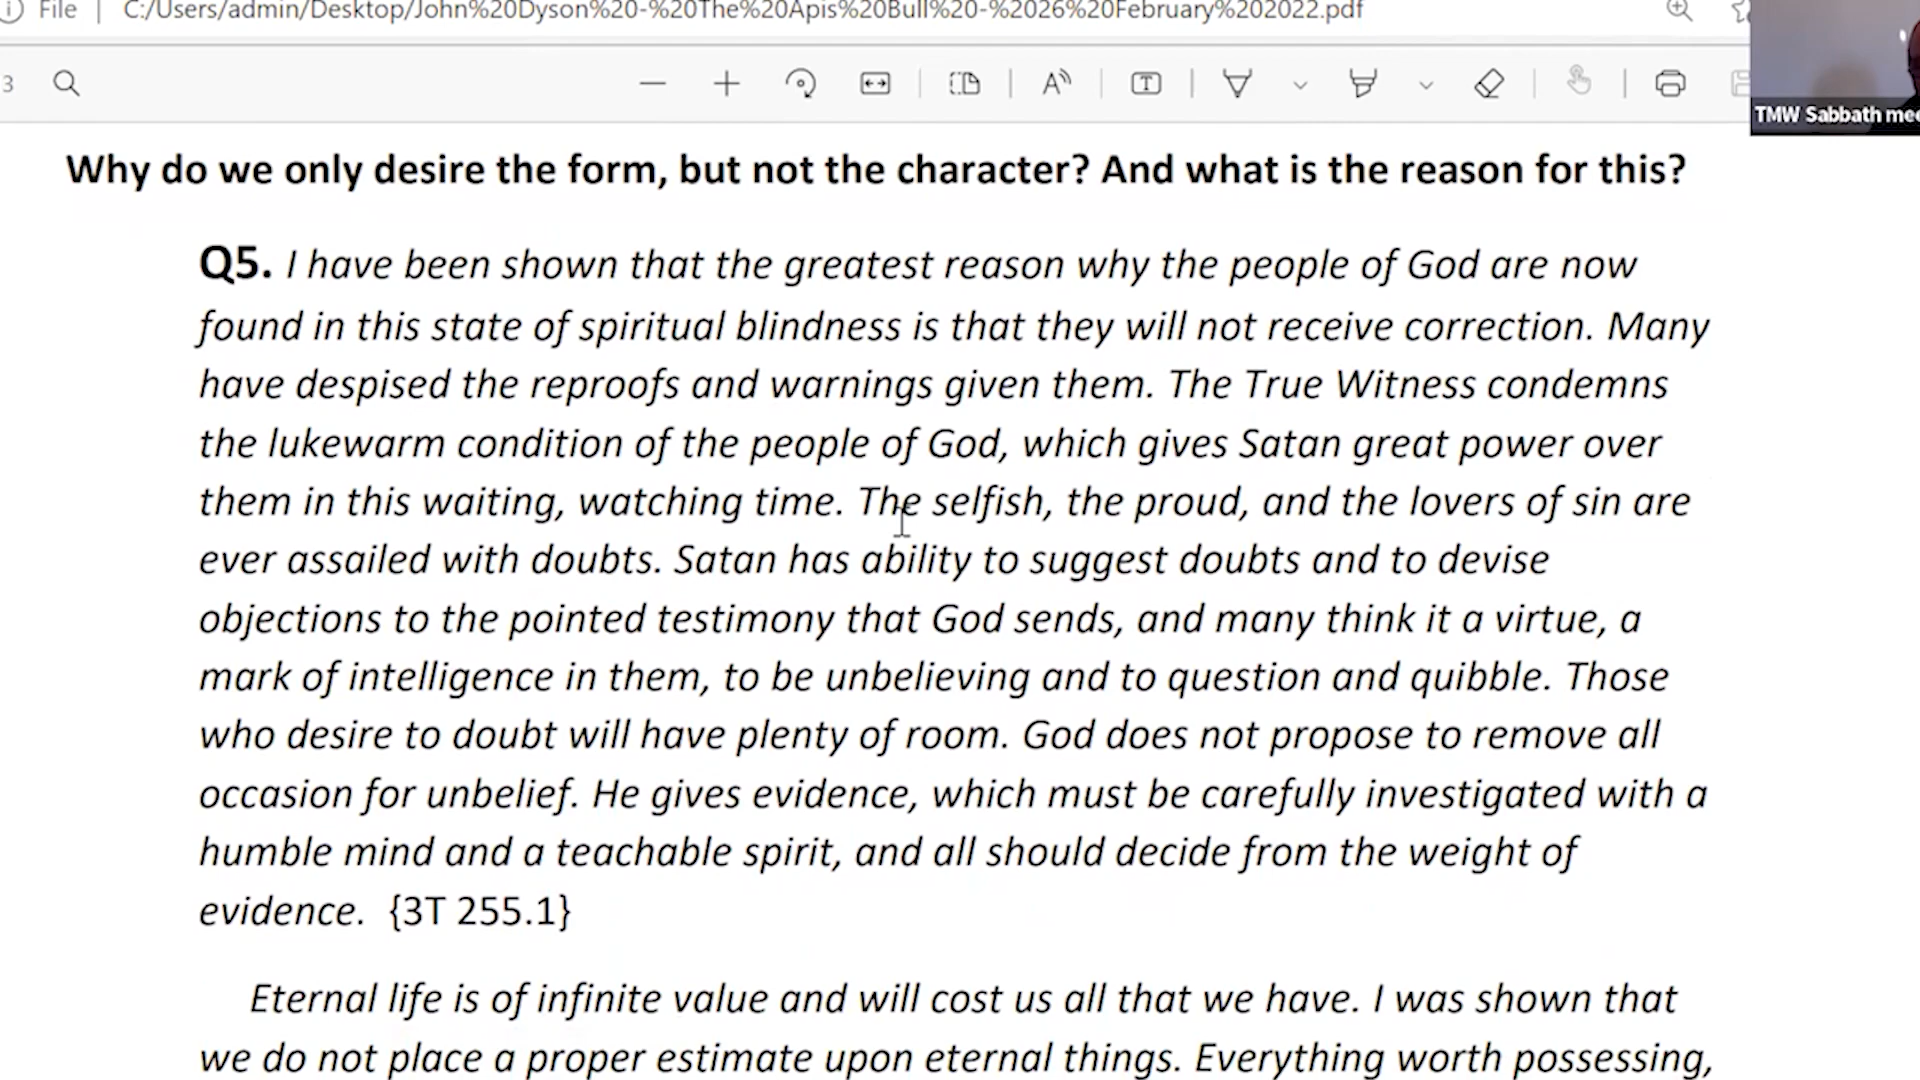 File
C:/Users/admin/Desktop/John%20Dyson%20-%20The%20Apis%20Bull%20-%2026%20February%202022.pdf
3
TMW Sabbath mee
Why do we only desire the form, but not the character? And what is the reason for this?
Q5. I have been shown that the greatest reason why the people of God are now
found in this state of spiritual blindness is that they will not receive correction. Many
have despised the reproofs and warnings given them. The True Witness condemns
the lukewarm condition of the people of God, which gives Satan great power over
them in this waiting, watching time. The selfish, the proud, and the lovers of sin are
ever assailed with doubts. Satan has ability to suggest doubts and to devise
objections to the pointed testimony that God sends, and many think it a virtue, a
mark of intelligence in them, to be unbelieving and to question and quibble. Those
who desire to doubt will have plenty of room. God does not propose to remove all
occasion for unbelief. He gives evidence, which must be carefully investigated with a
humble mind and a teachable spirit, and all should decide from the weight of
evidence. {3T 255.1}
Eternal life is of infinite value and will cost us all that we have. I was shown that
we do not place a proper estimate upon eternal things. Everything worth possessing,